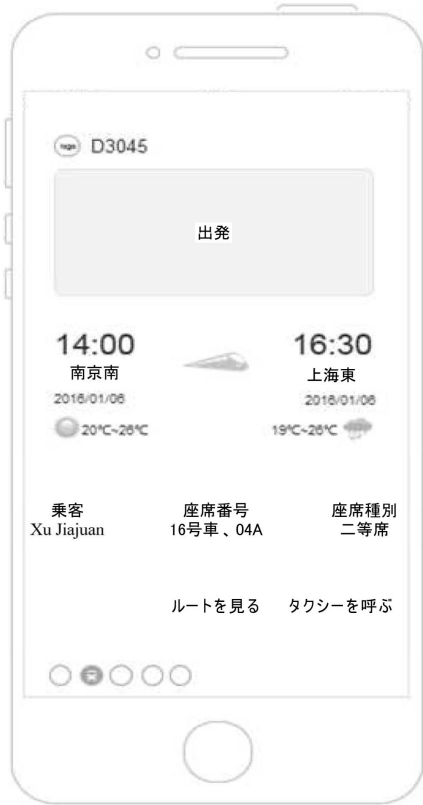 logo D3045
出発
14:00 16:30
南京南 上海東
2016/01/06 2016/01/06
20℃~26℃ 19℃~26℃
乗客 座席番号 座席種別
Xu Jiajuan 16号車、04A 二等席
ルートを見る タクシーを呼ぶ